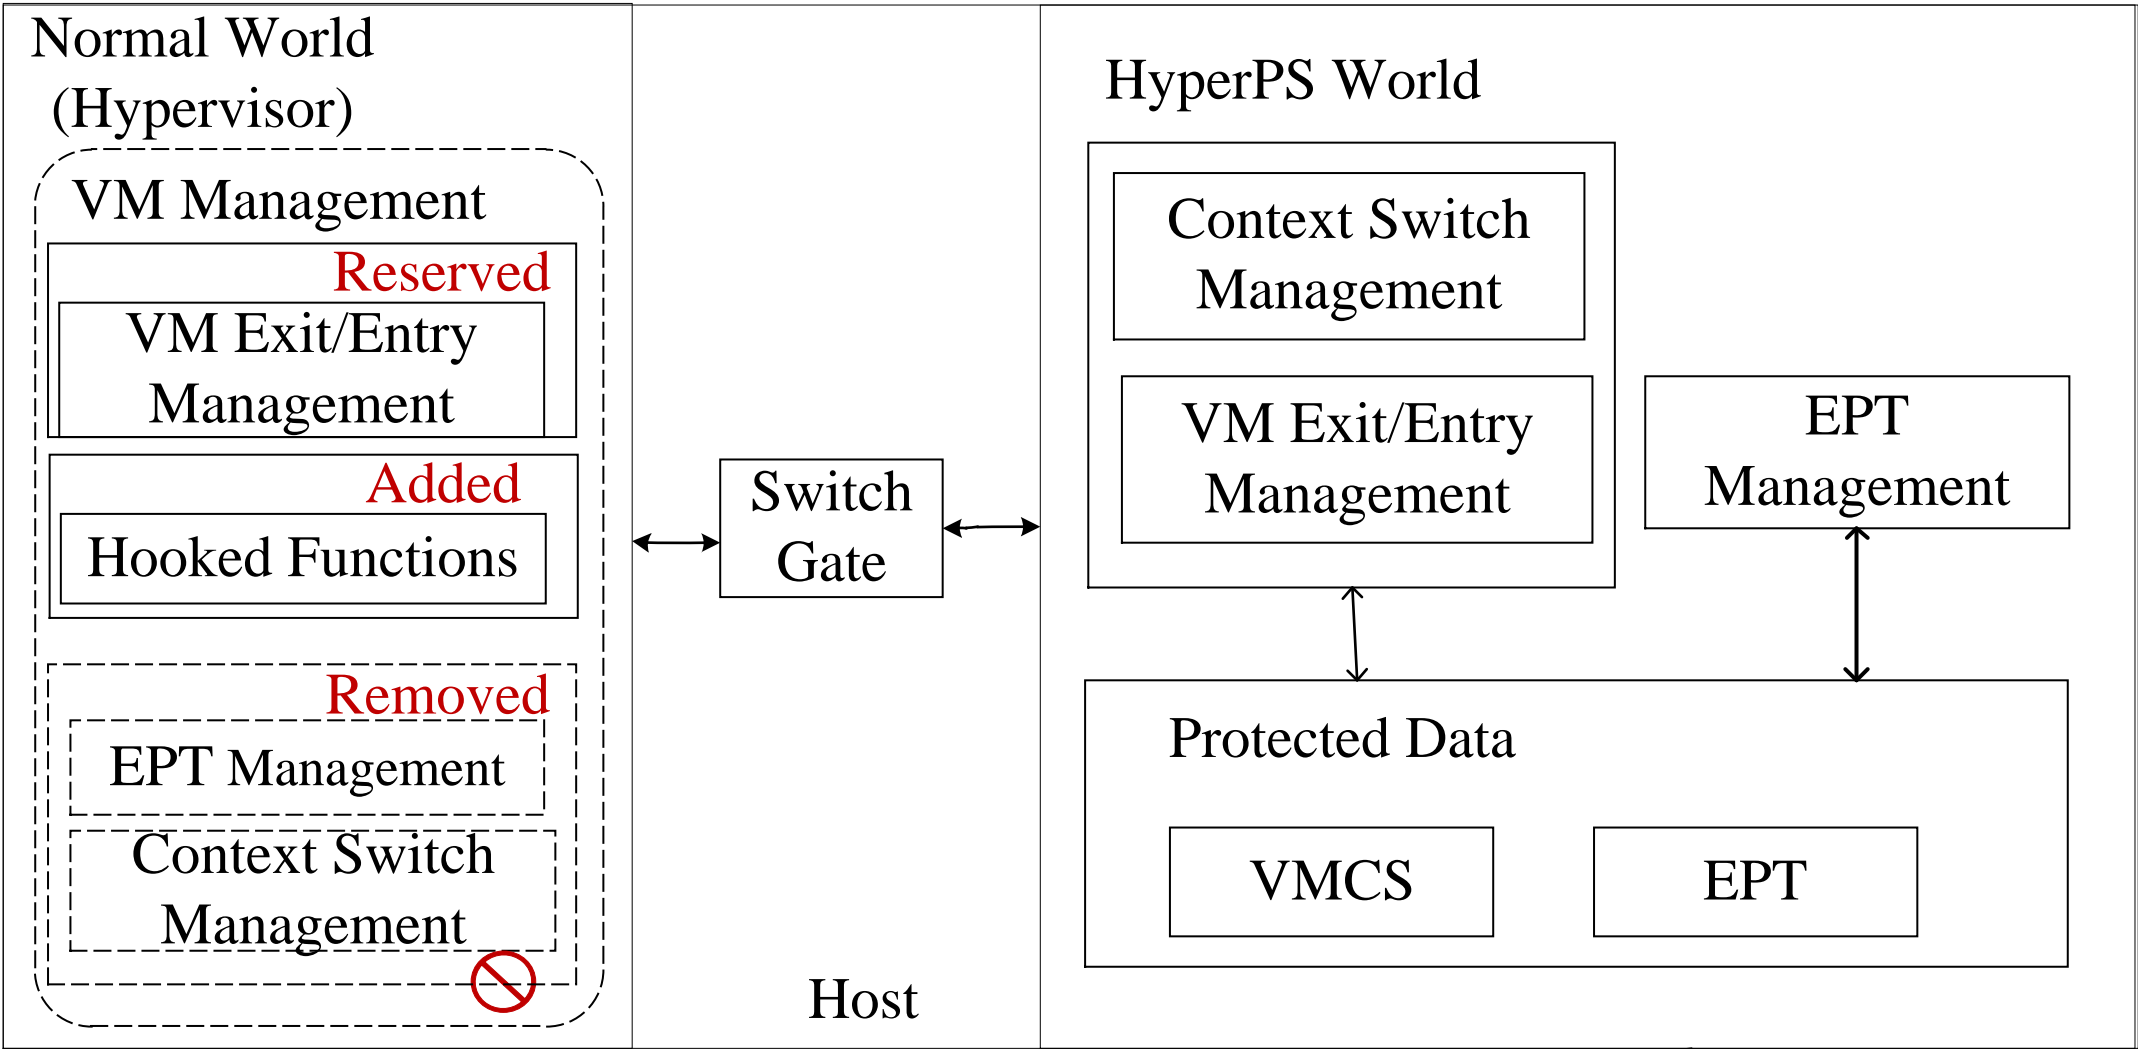 Normal World
(Hypervisor)
VM Management
Reserved
VM Exit/Entry
Management
Added
Hooked Functions
Removed
EPT Management
Context Switch
Management
Switch
Gate
Host
HyperPS World
Context Switch
Management
VM Exit/Entry
Management
EPT
Management
Protected Data
VMCS
EPT